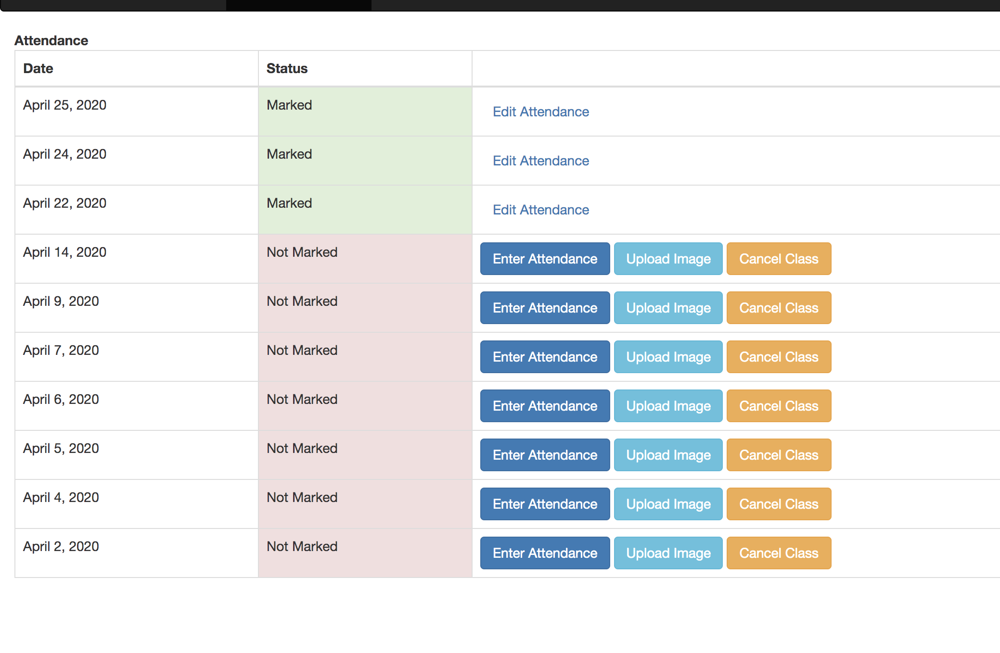 Attendance
Date Status
April 25, 2020 Marked Edit Attendance
April 24, 2020 Marked Edit Attendance
April 22, 2020 Marked Edit Attendance
April 14, 2020 Not Marked Enter Attendance Upload Image Cancel Class
April 9, 2020 Not Marked Enter Attendance Upload Image Cancel Class
April 7, 2020 Not Marked Enter Attendance Upload Image Cancel Class
April 6, 2020 Not Marked Enter Attendance Upload Image Cancel Class
April 5, 2020 Not Marked Enter Attendance Upload Image Cancel Class
April 4, 2020 Not Marked Enter Attendance Upload Image Cancel Class
April 2, 2020 Not Marked Enter Attendance Upload Image Cancel Class